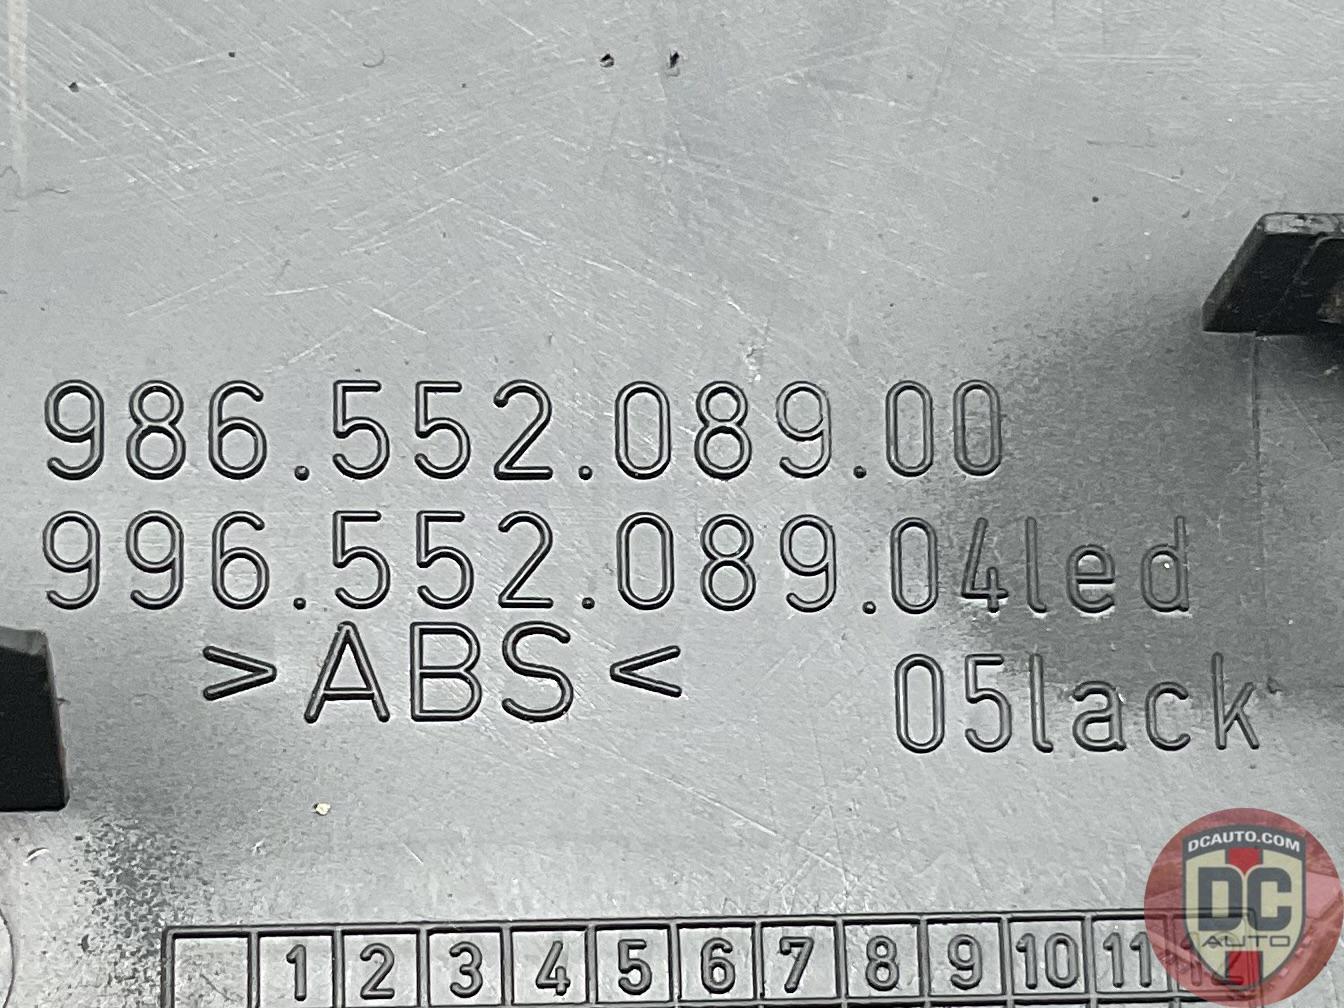 986.552.089.00
996.552.089.04led
>ABS<
05lack
1 2 3 4 5 6 7 8 9 10 11 12
DCAUTO.COM
DC
AUTO